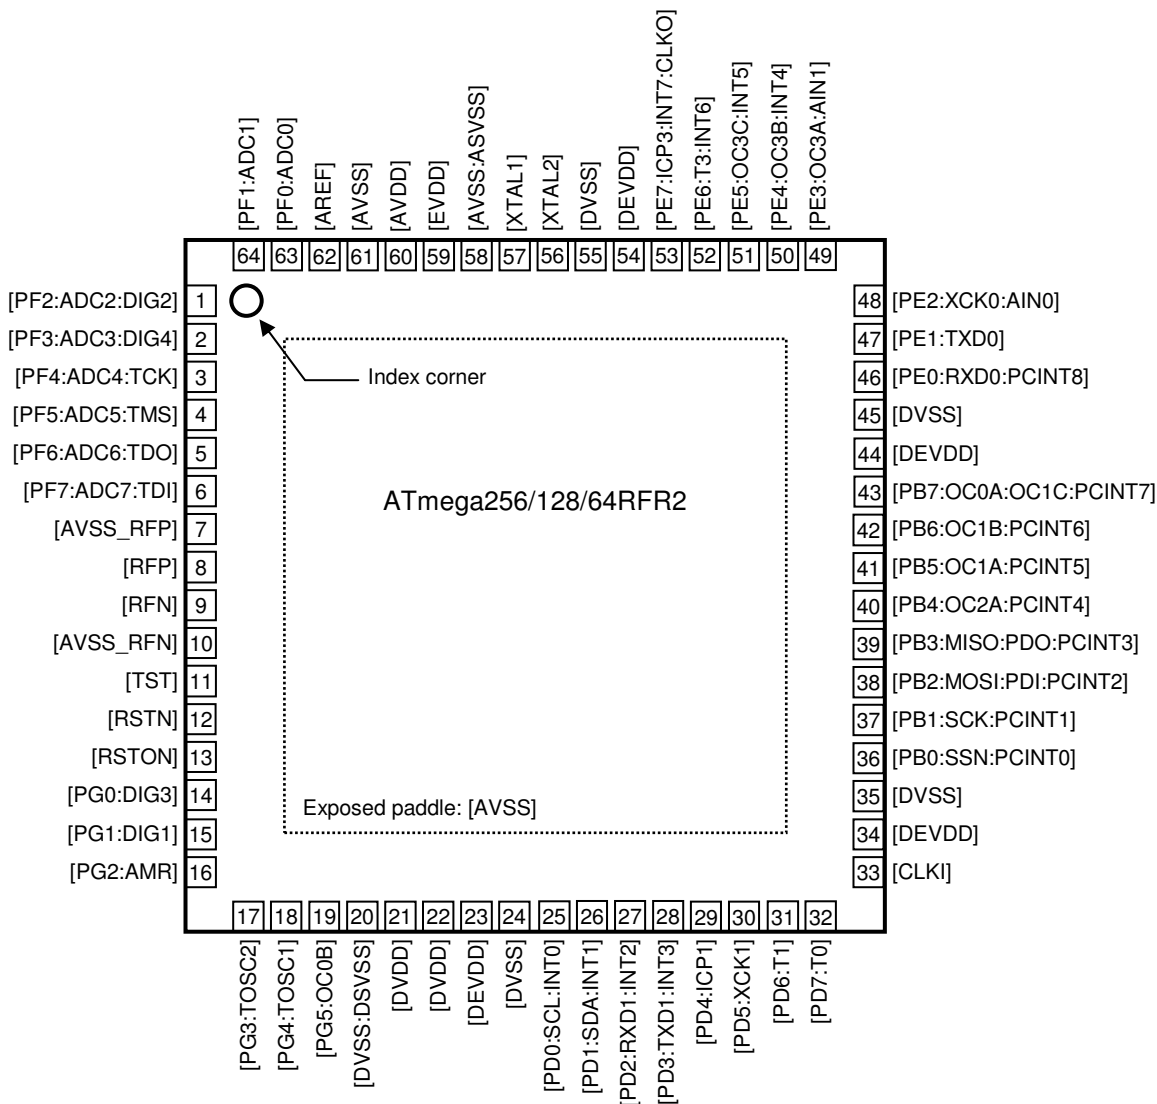 [PF1:ADC1]
[PF0:ADC0]
[AREF]
[AVSS]
[AVDD]
[EVDD]
[AVSS:ASVSS]
[XTAL1]
[XTAL2]
[DVSS]
[DEVDD]
[PE7:ICP3:INT7:CLKO]
[PE6:T3:INT6]
[PE5:OC3C:INT5]
[PE4:OC3B:INT4]
[PE3:OC3A:AIN1]
64 63 62 61 60 59 58 57 56 55 54 53 52 51 50 49
[PF2:ADC2:DIG2] 1
[PF3:ADC3:DIG4] 2
[PF4:ADC4:TCK] 3
[PF5:ADC5:TMS] 4
[PF6:ADC6:TDO] 5
[PF7:ADC7:TDI] 6
[AVSS_RFP] 7
[RFP] 8
[RFN] 9
[AVSS_RFN] 10
[TST] 11
[RSTN] 12
[RSTON] 13
[PG0:DIG3] 14
[PG1:DIG1] 15
[PG2:AMR] 16
Index corner
ATmega256/128/64RFR2
Exposed paddle: [AVSS]
48 [PE2:XCK0:AIN0]
47 [PE1:TXD0]
46 [PE0:RXD0:PCINT8]
45 [DVSS]
44 [DEVDD]
43 [PB7:OC0A:OC1C:PCINT7]
42 [PB6:OC1B:PCINT6]
41 [PB5:OC1A:PCINT5]
40 [PB4:OC2A:PCINT4]
39 [PB3:MISO:PDO:PCINT3]
38 [PB2:MOSI:PDI:PCINT2]
37 [PB1:SCK:PCINT1]
36 [PB0:SSN:PCINT0]
35 [DVSS]
34 [DEVDD]
33 [CLKI]
17 18 19 20 21 22 23 24 25 26 27 28 29 30 31 32
[PG3:TOSC2]
[PG4:TOSC1]
[PG5:OC0B]
[DVSS:DSVSS]
[DVDD]
[DVDD]
[DEVDD]
[DVSS]
[PD0:SCL:INT0]
[PD1:SDA:INT1]
[PD2:RXD1:INT2]
[PD3:TXD1:INT3]
[PD4:ICP1]
[PD5:XCK1]
[PD6:T1]
[PD7:T0]